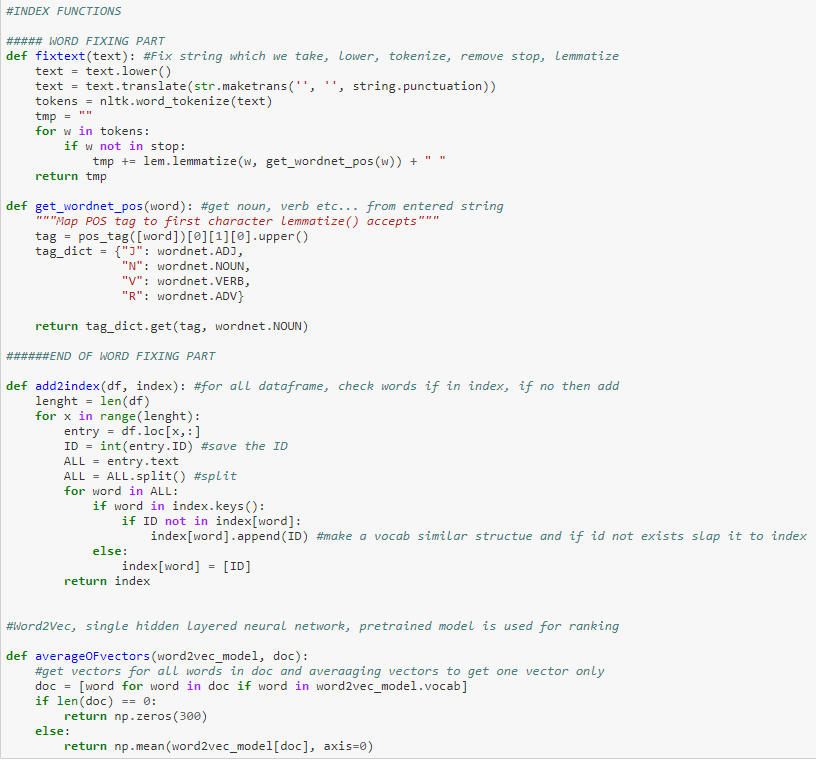 #INDEX FUNCTIONS

##### WORD FIXING PART
def fixtext(text): #Fix string which we take, lower, tokenize, remove stop, lemmatize
    text = text.lower()
    text = text.translate(str.maketrans('', '', string.punctuation))
    tokens = nltk.word_tokenize(text)
    tmp = ""
    for w in tokens:
        if w not in stop:
            tmp += lem.lemmatize(w, get_wordnet_pos(w)) + " "
    return tmp

def get_wordnet_pos(word): #get noun, verb etc... from entered string
    """Map POS tag to first character lemmatize() accepts"""
    tag = pos_tag([word])[0][1][0].upper()
    tag_dict = {"J": wordnet.ADJ,
                "N": wordnet.NOUN,
                "V": wordnet.VERB,
                "R": wordnet.ADV}

    return tag_dict.get(tag, wordnet.NOUN)

######END OF WORD FIXING PART

def add2index(df, index): #for all dataframe, check words if in index, if no then add
    lenght = len(df)
    for x in range(lenght):
        entry = df.loc[x,:]
        ID = int(entry.ID) #save the ID
        ALL = entry.text
        ALL = ALL.split() #split
        for word in ALL:
            if word in index.keys():
                if ID not in index[word]:
                    index[word].append(ID) #make a vocab similar structue and if id not exists slap it to index
            else:
                index[word] = [ID]
        return index

#Word2Vec, single hidden layered neural network, pretrained model is used for ranking

def averageOFvectors(word2vec_model, doc):
    #get vectors for all words in doc and averaaging vectors to get one vector only
    doc = [word for word in doc if word in word2vec_model.vocab]
    if len(doc) == 0:
        return np.zeros(300)
    else:
        return np.mean(word2vec_model[doc], axis=0)